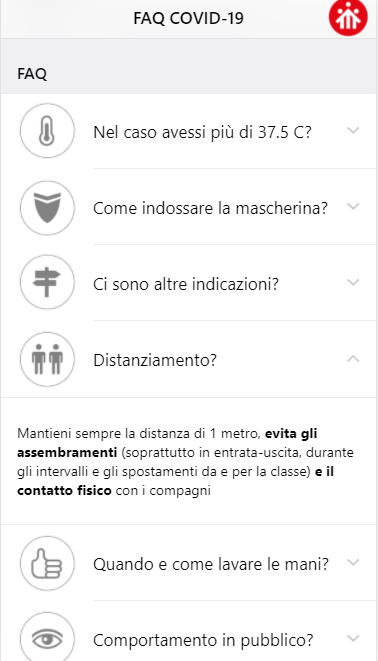 FAQ COVID-19
FAQ
Nel caso avessi più di 37.5 C?
Come indossare la mascherina?
Ci sono altre indicazioni?
Distanziamento?
Mantieni sempre la distanza di 1 metro, evita gli
assembramenti (soprattutto in entrata-uscita, durante
gli intervalli e gli spostamenti da e per la classe) e il
contatto fisico con i compagni
Quando e come lavare le mani?
Comportamento in pubblico?